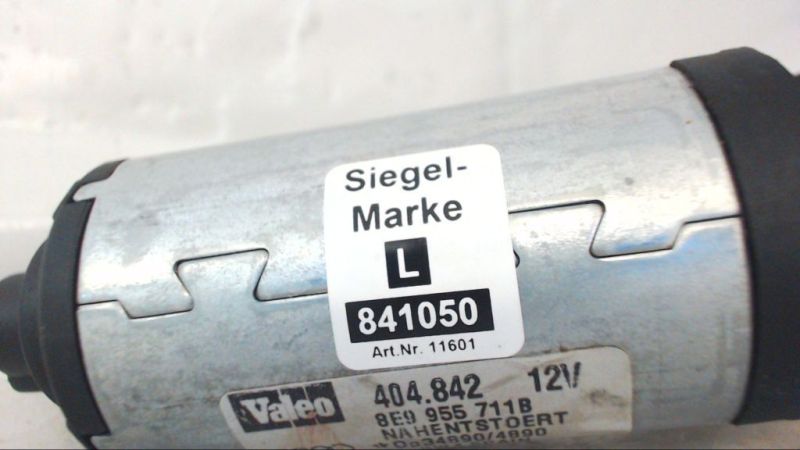 Siegel-
Marke
L
841050
Art.Nr. 11601
Valeo 404.842 12V
8E9 955 711B
NAHENTSTOERT